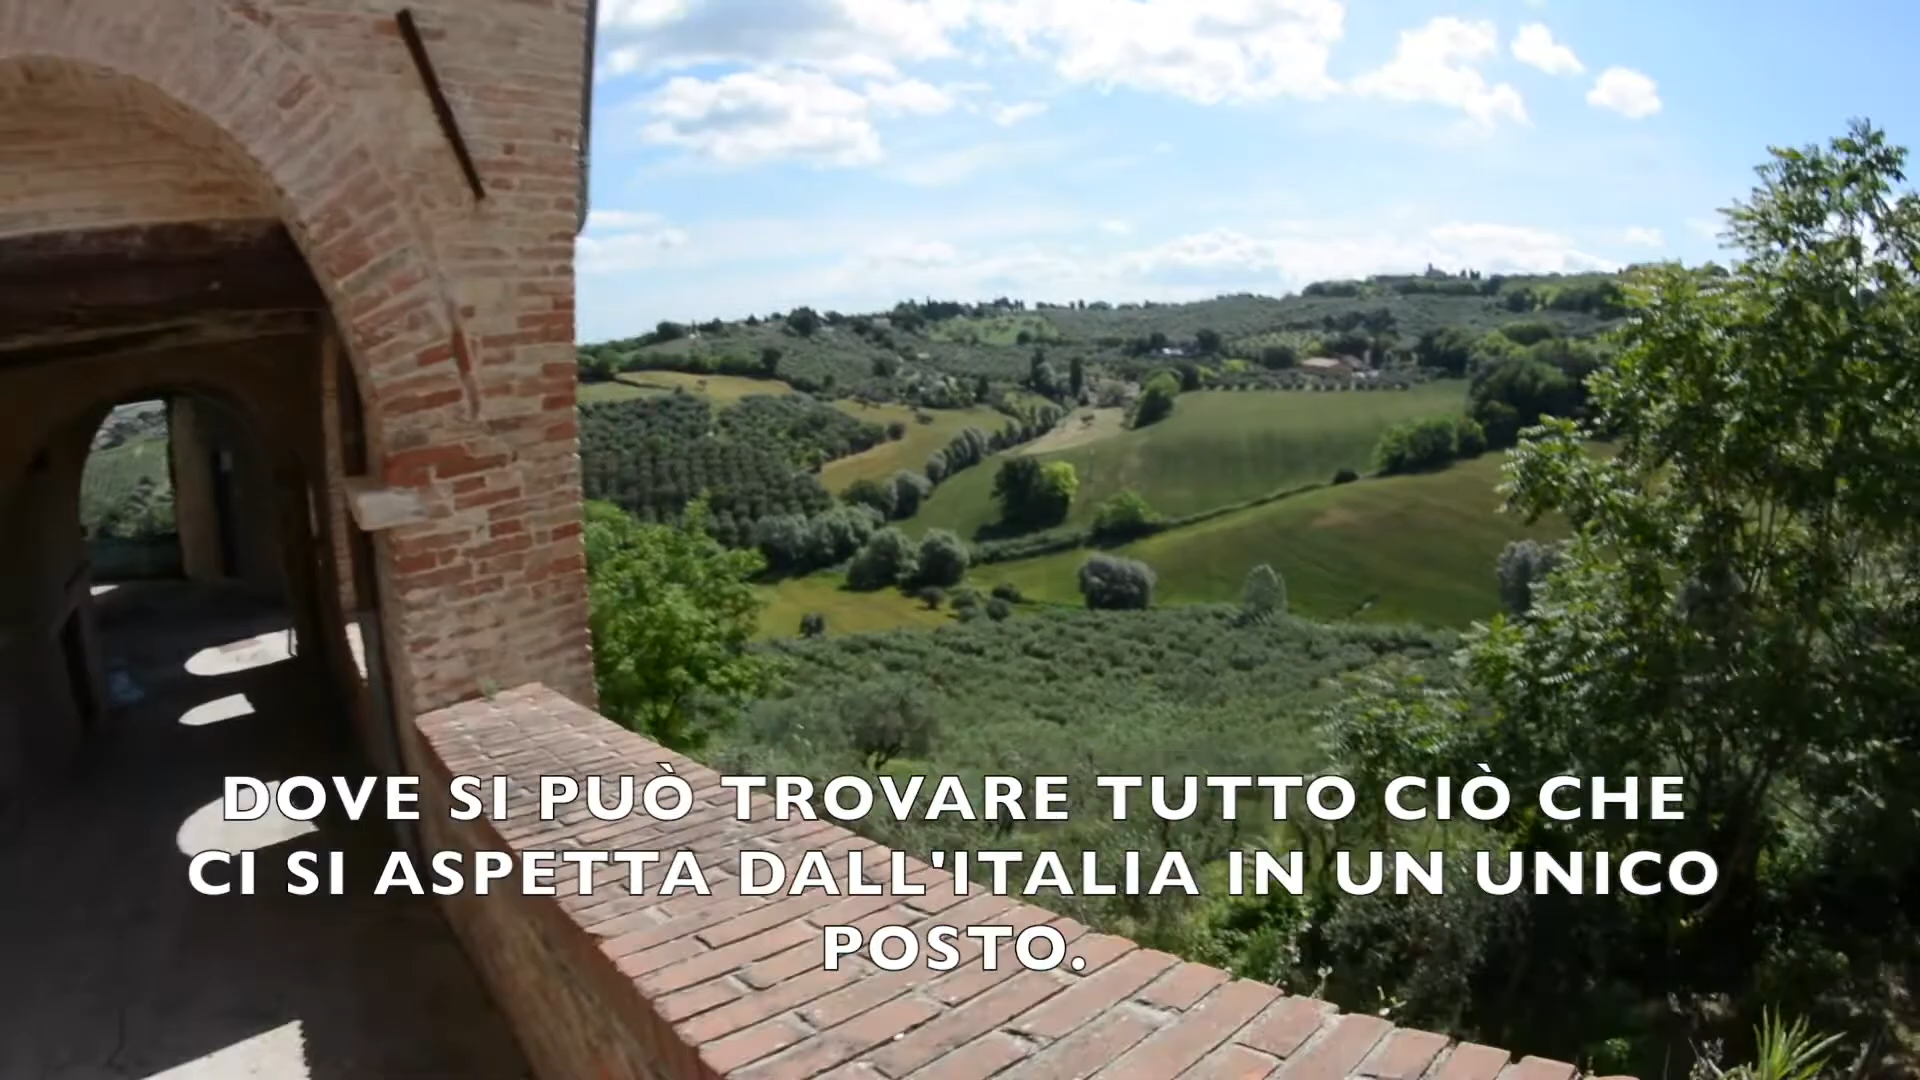 DOVE SI PUÒ TROVARE TUTTO CIÒ CHE
CI SI ASPETTA DALL'ITALIA IN UN UNICO
POSTO.